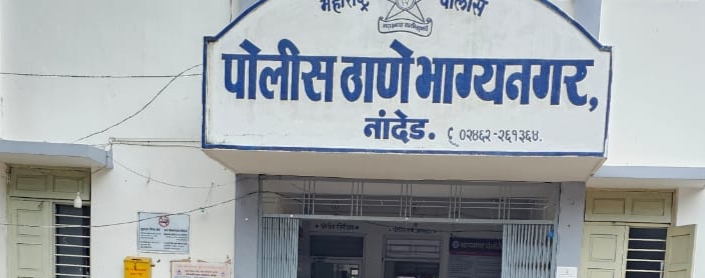 महाराष्ट्र पोलीस
पोलीस ठाणे भाग्यनगर,
नांदेड. ०२४६२-२६१३६४.